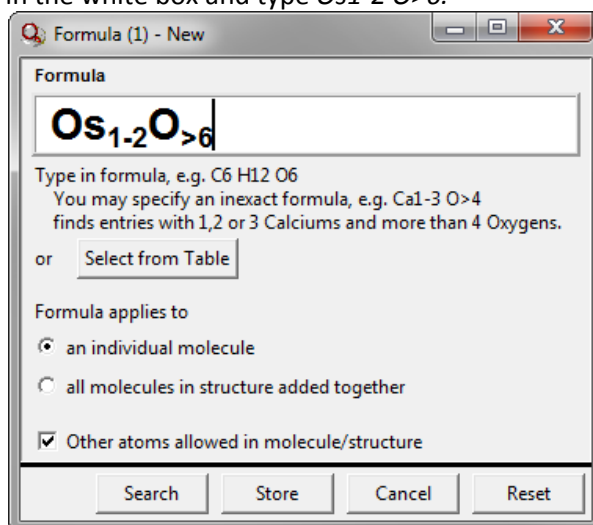 in the white box and type Os1-2 O>6.
Formula (1) - New
Formula
Os1-2O>6
Type in formula, e.g. C6 H12 O6
You may specify an inexact formula, e.g. Ca1-3 O>4
finds entries with 1,2 or 3 Calciums and more than 4 Oxygens.
or Select from Table
Formula applies to
an individual molecule
all molecules in structure added together
Other atoms allowed in molecule/structure
Search Store Cancel Reset